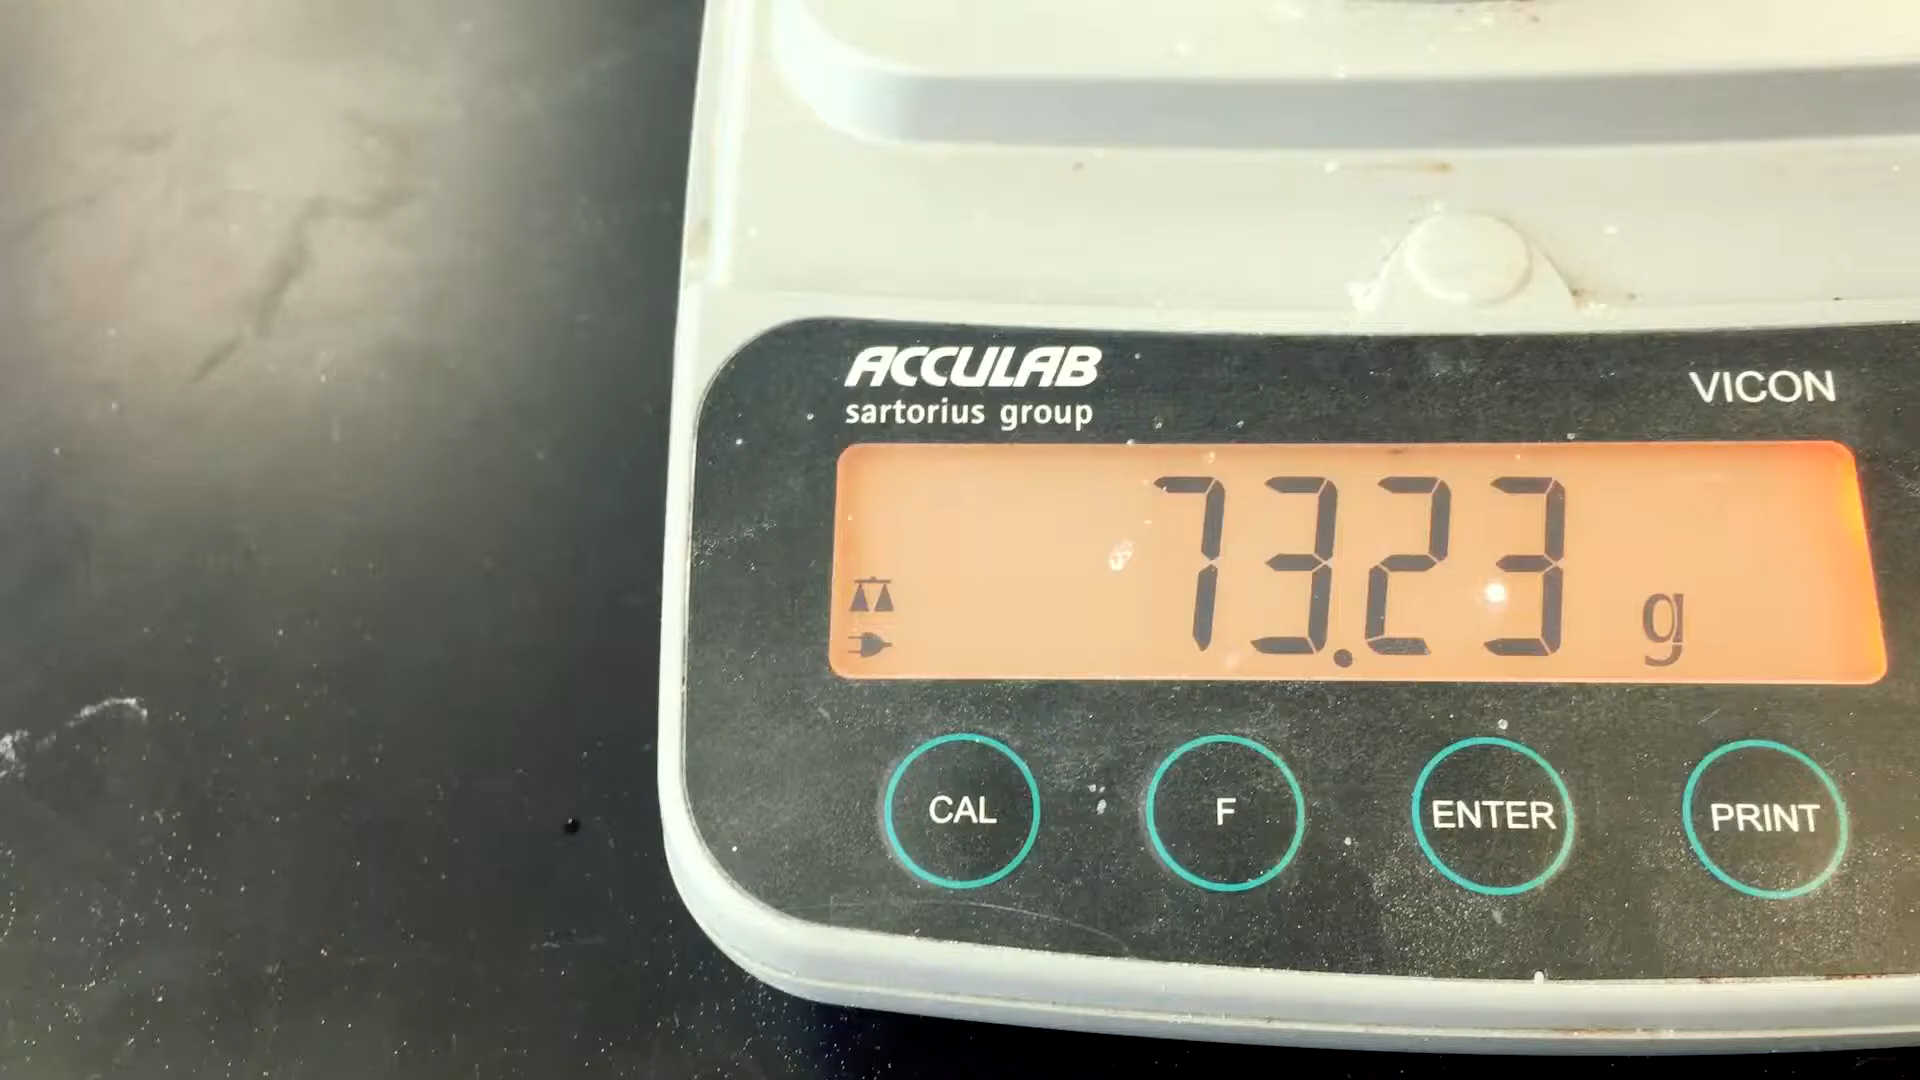 ACCULAB
sartorius group
VICON
73.23 g
CAL
F
ENTER
PRINT